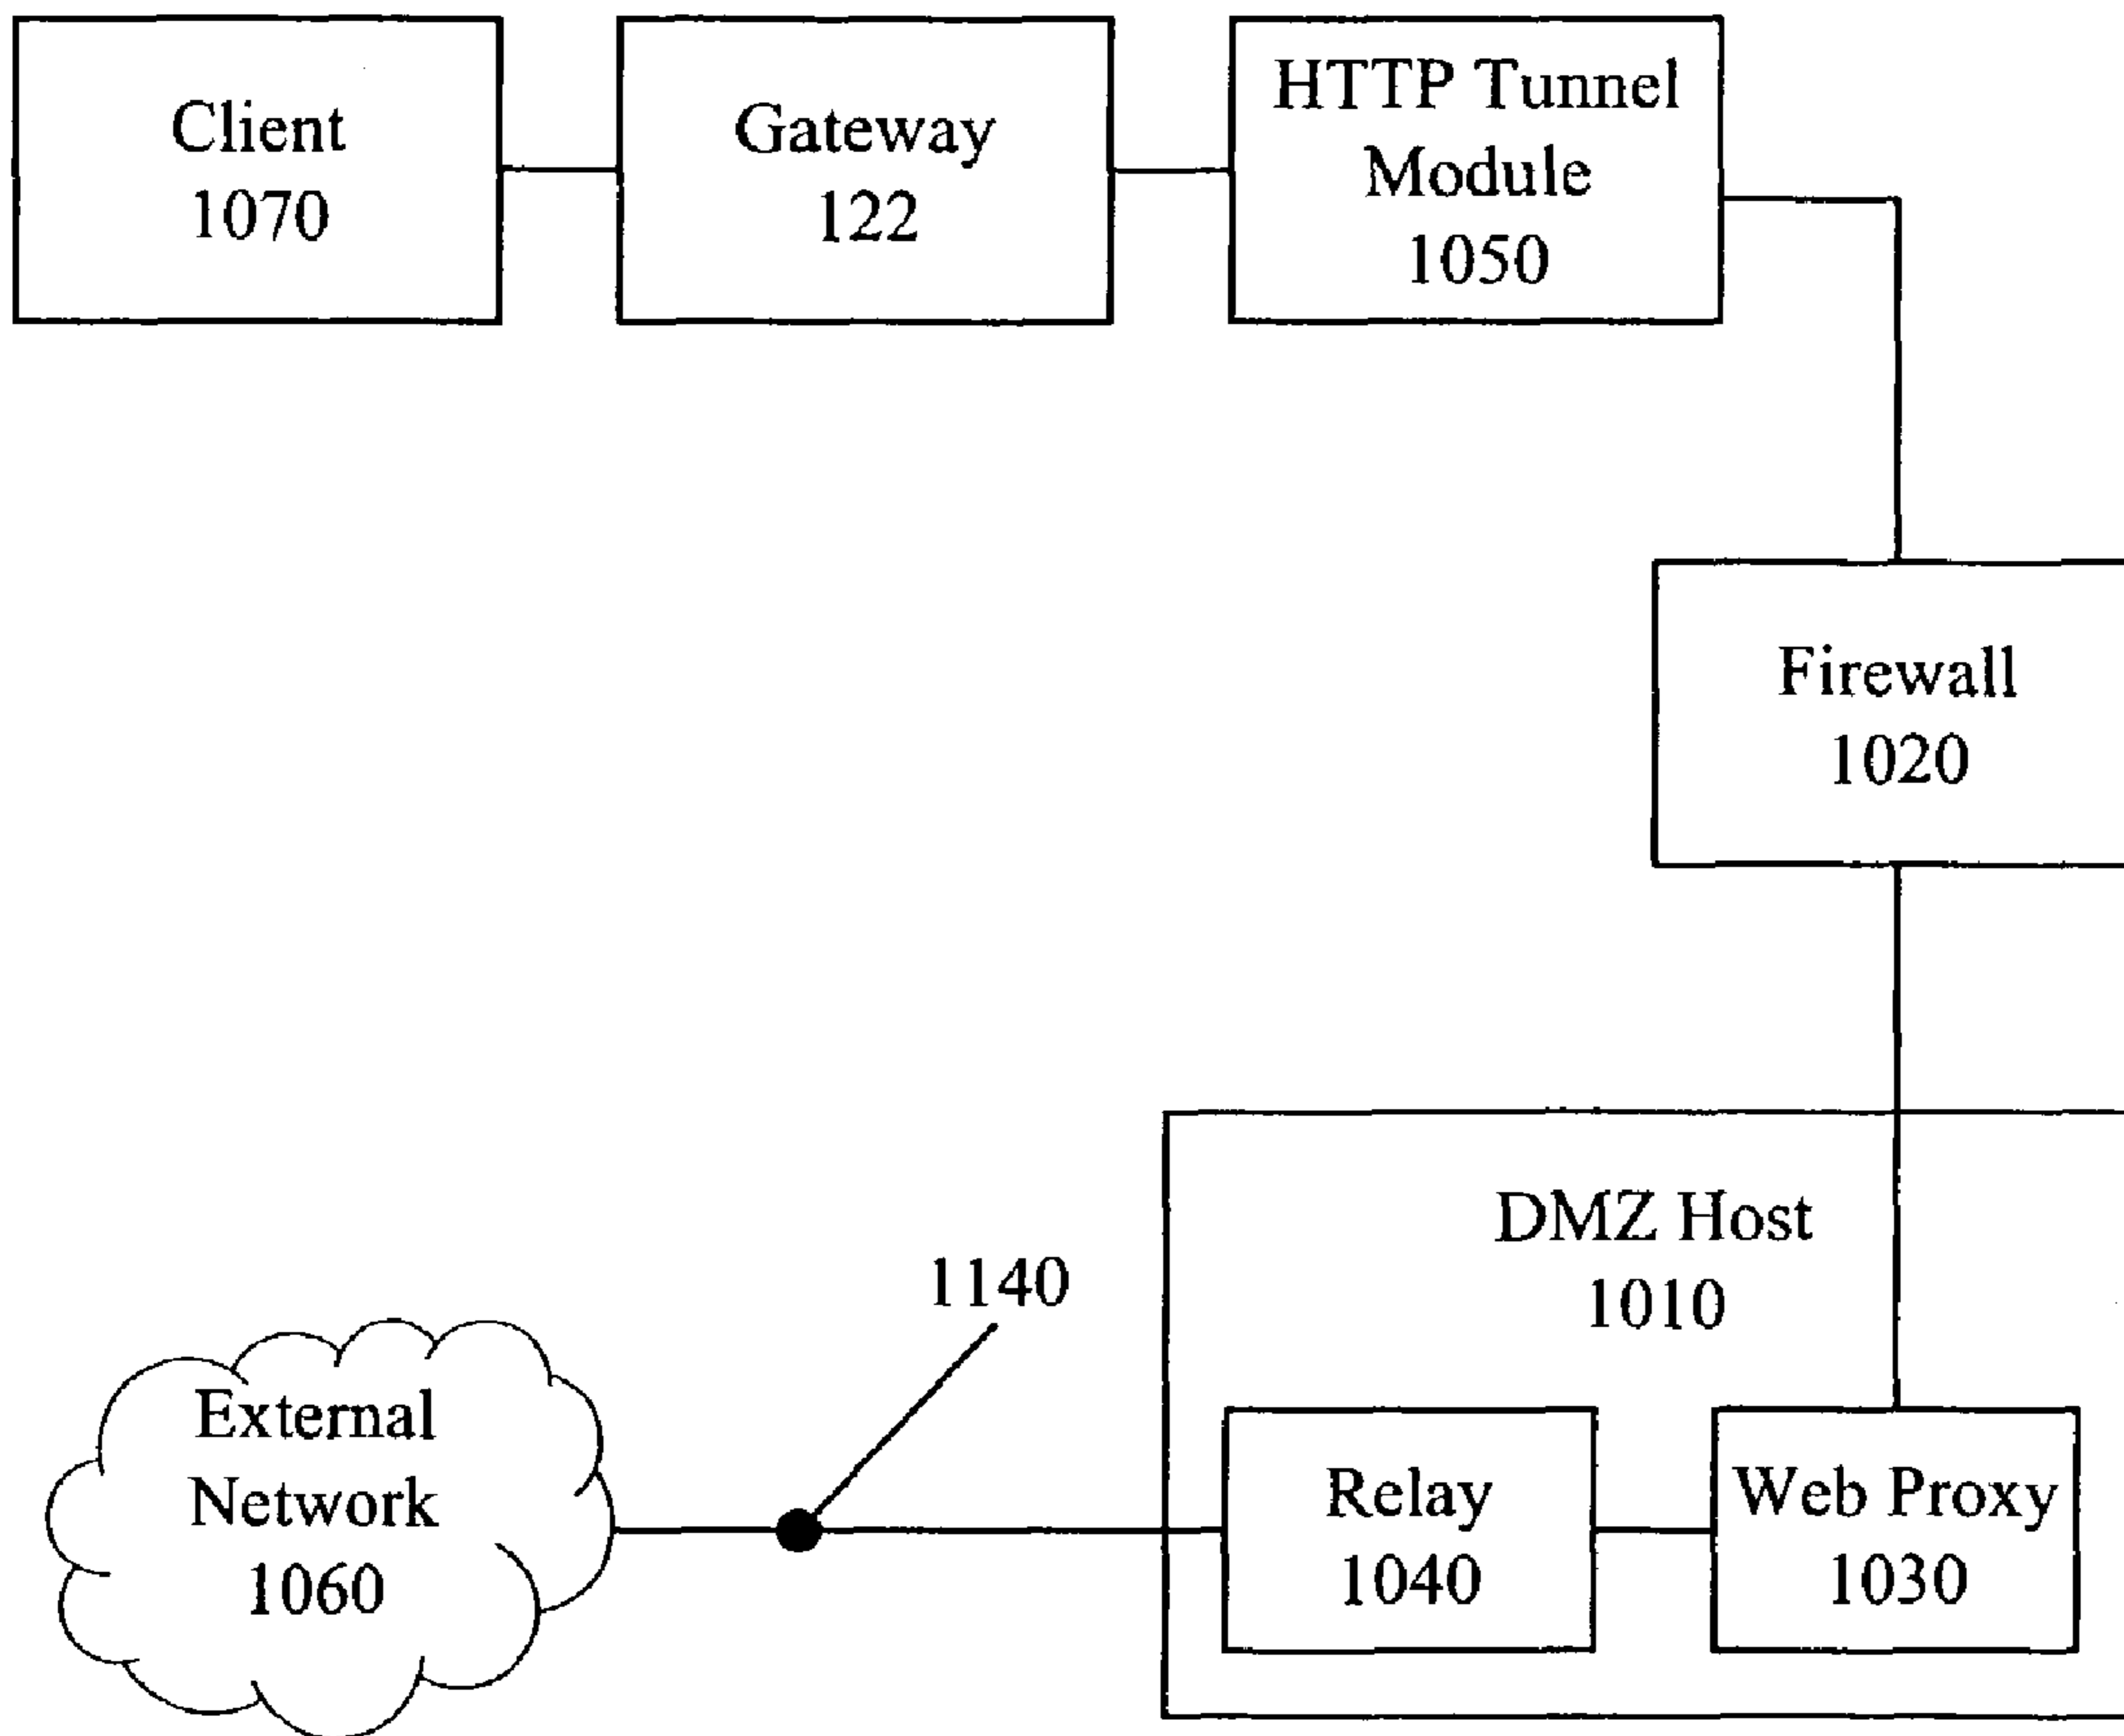 Client
1070
Gateway
122
HTTP Tunnel
Module
1050
Firewall
1020
DMZ Host
1010
1140
External
Network
1060
Relay
1040
Web Proxy
1030